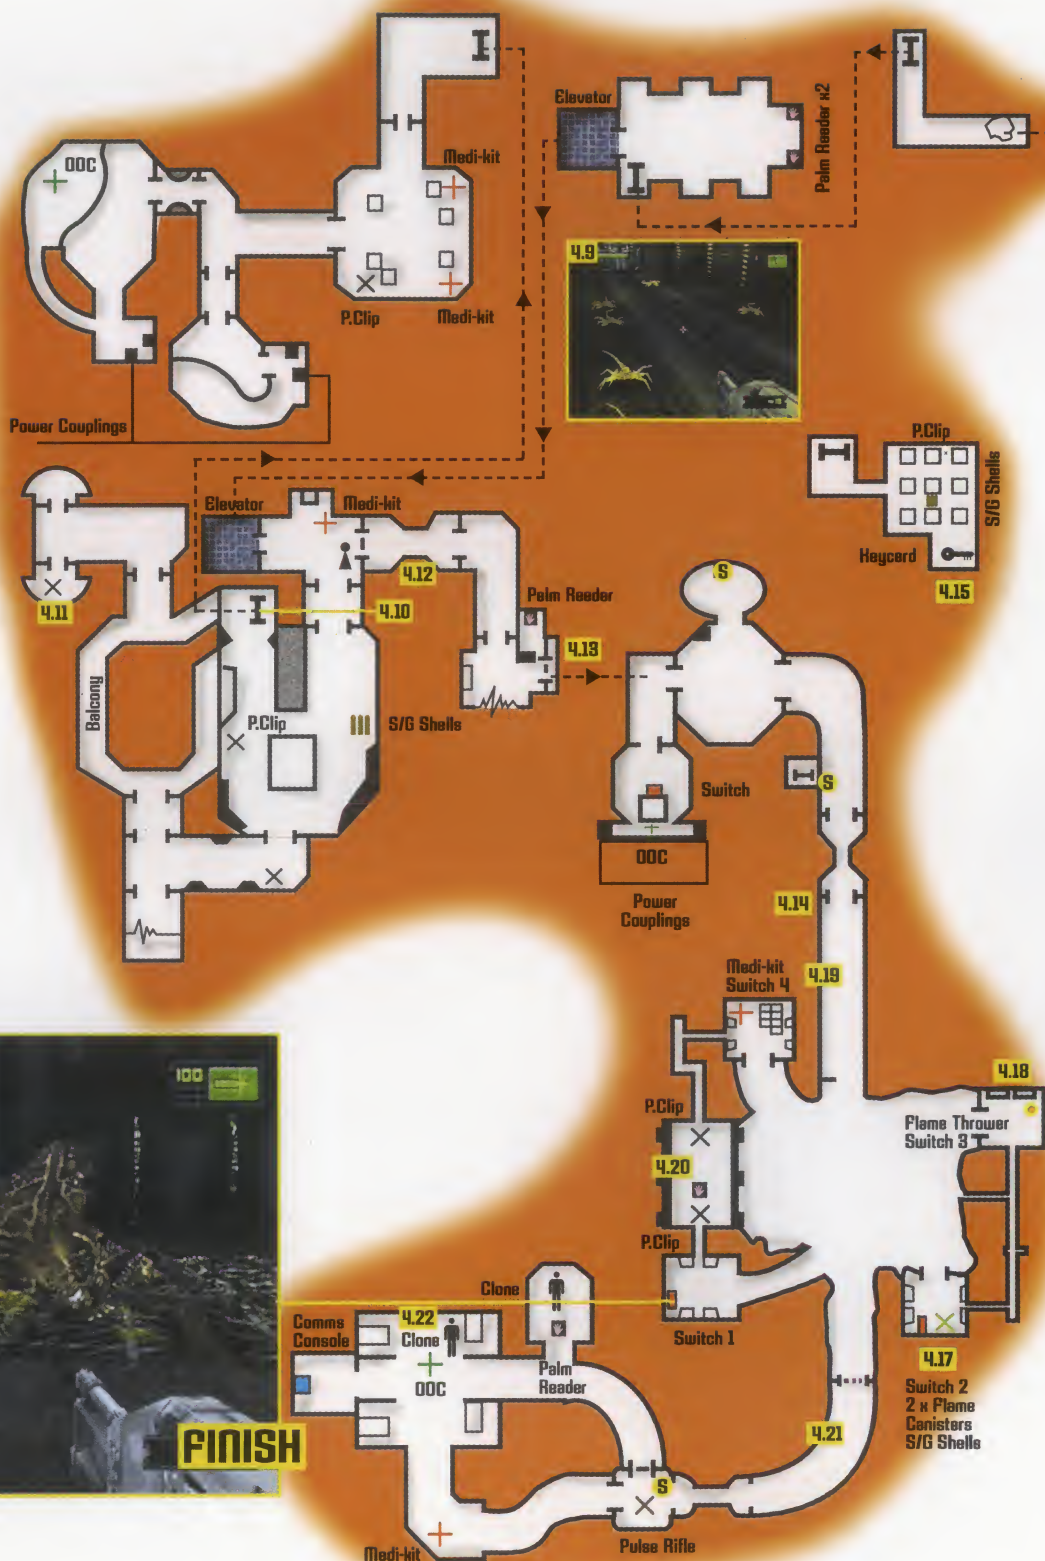 Elevator
Palm Reader x2
OOC
Medi-kit
4.9
P.Clip
Medi-kit
Power Couplings
P.Clip
S/G Shells
Keycard
4.15
Elevator
Medi-kit
4.12
4.11
4.10
Palm Reader
S
4.13
Balcony
P.Clip
S/G Shells
Switch
S
OOC
Power
Couplings
4.14
Medi-kit
Switch 4
4.19
100
4.18
P.Clip
Flame Thrower
Switch 3
4.20
P.Clip
Clone
Comms
Console
4.22
Clone
OOC
Switch 1
Palm
Reader
4.17
Switch 2
2 x Flame
Canisters
S/G Shells
4.21
FINISH
S
Medi-kit
Pulse Rifle